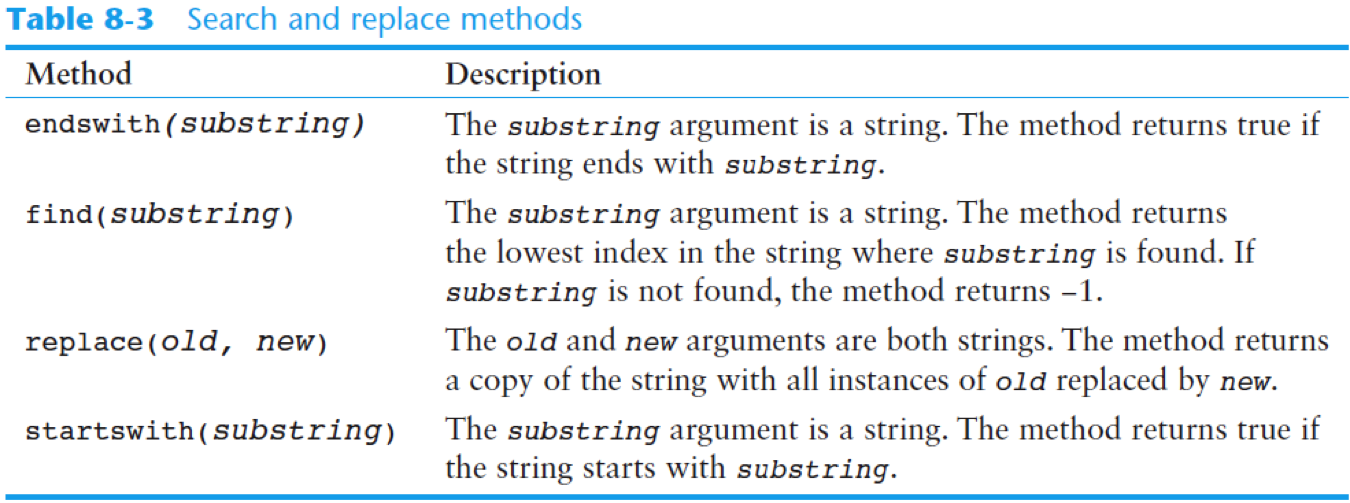 Table 8-3 Search and replace methods
Method Description
endswith(substring) The substring argument is a string. The method returns true if
the string ends with substring.
find(substring) The substring argument is a string. The method returns
the lowest index in the string where substring is found. If
substring is not found, the method returns –1.
replace(old, new) The old and new arguments are both strings. The method returns
a copy of the string with all instances of old replaced by new.
startswith(substring) The substring argument is a string. The method returns true if
the string starts with substring.